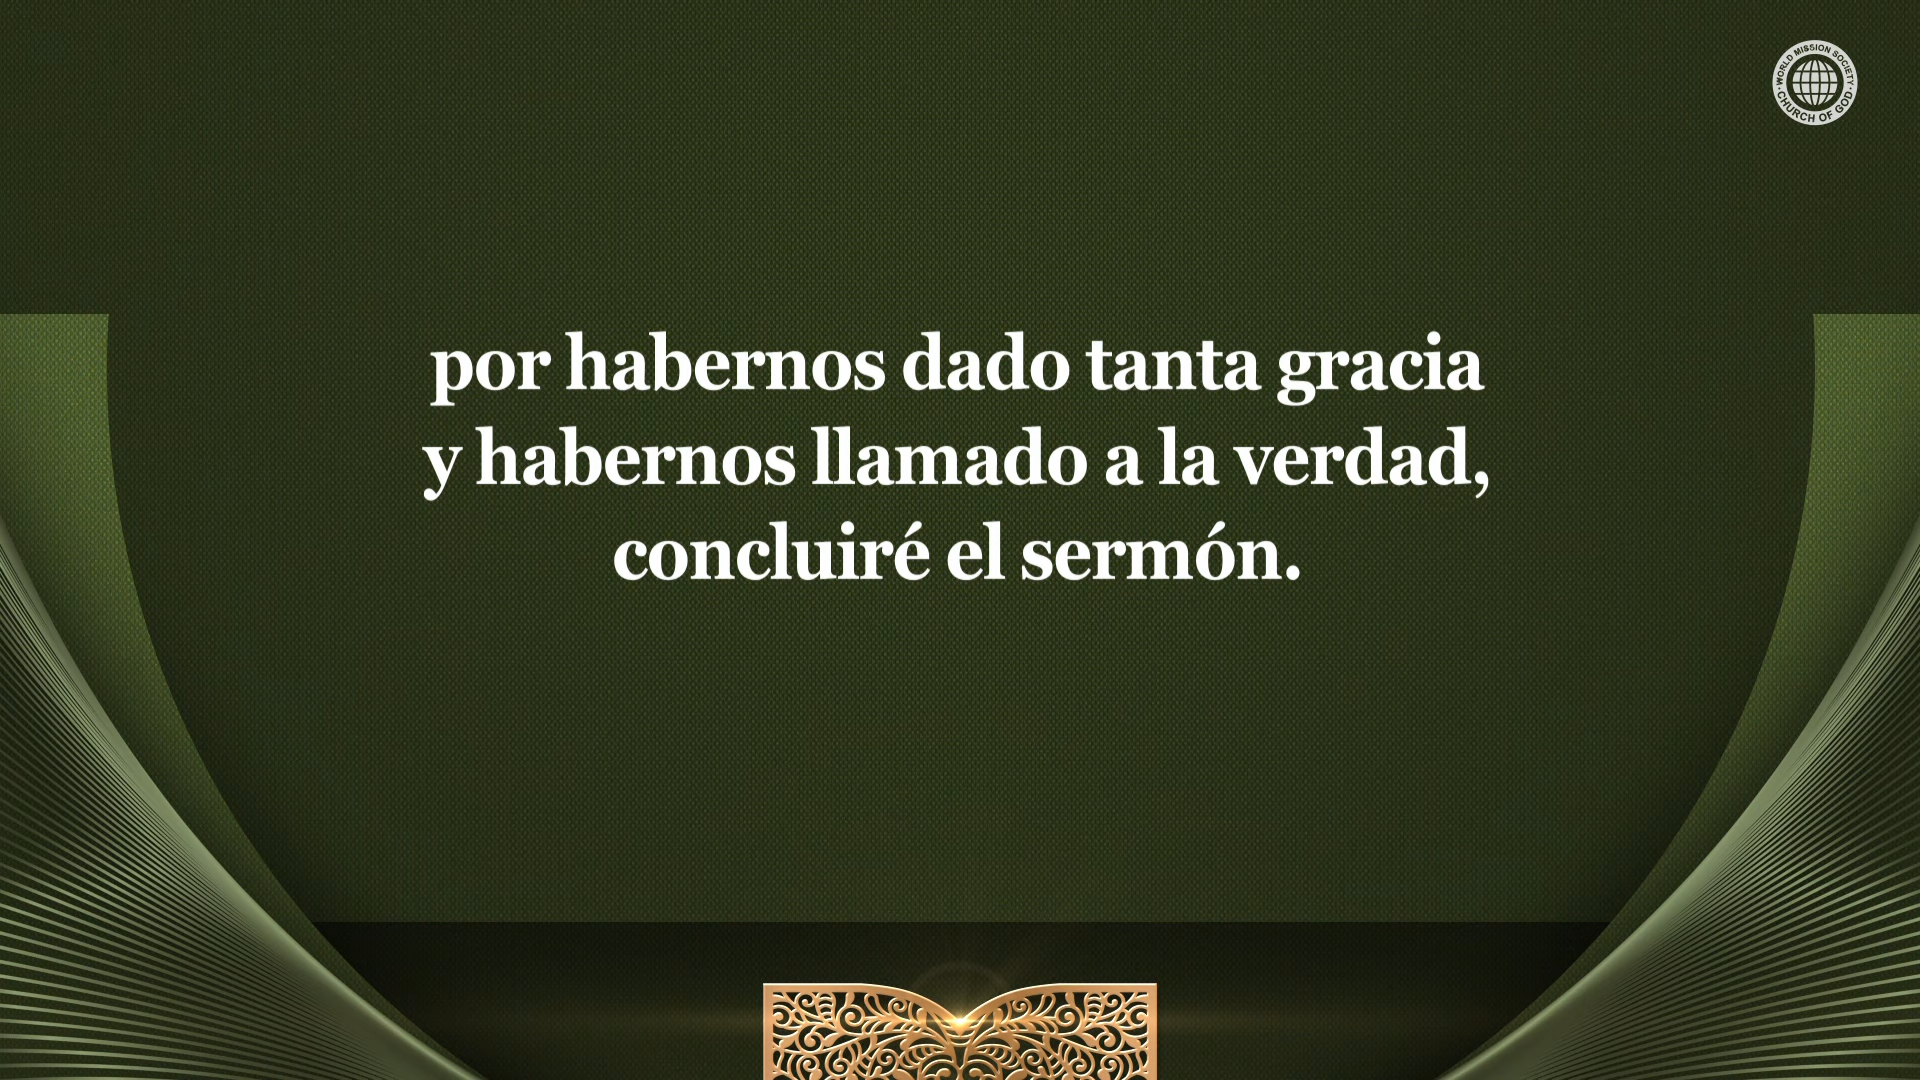 WORLD MISSION SOCIETY
CHURCH OF GOD
por habernos dado tanta gracia
y habernos llamado a la verdad,
concluiré el sermón.